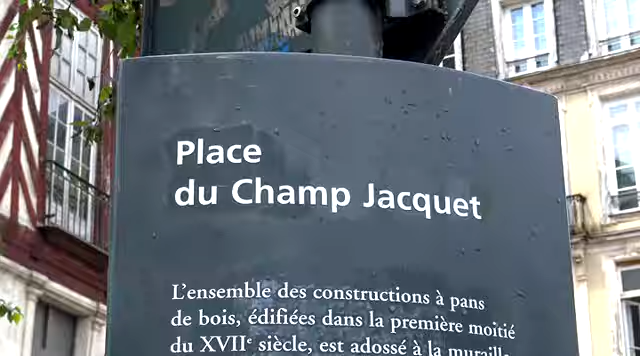 Place
du Champ Jacquet
L'ensemble des constructions à pans
de bois, édifiées dans la première moitié
du XVIIᵉ siècle, est adossé à la muraille